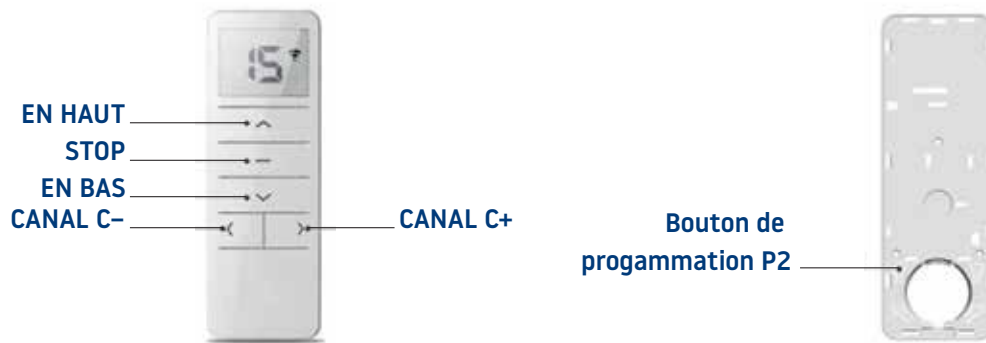 15
EN HAUT
STOP
EN BAS
CANAL C–
CANAL C+
Bouton de
progammation P2